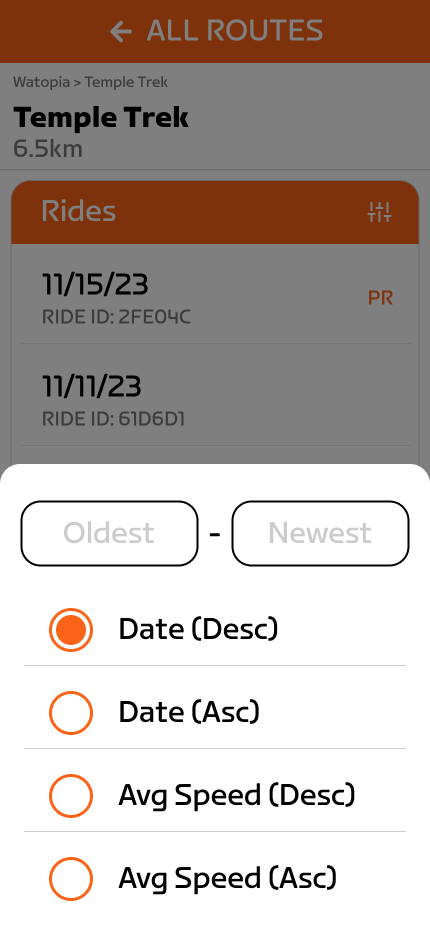 ALL ROUTES
Watopia > Temple Trek
Temple Trek
6.5km
Rides
11/15/23
PR
RIDE ID: 2FE04C
11/11/23
RIDE ID: 61D6D1
Oldest - Newest
Date (Desc)
Date (Asc)
Avg Speed (Desc)
Avg Speed (Asc)